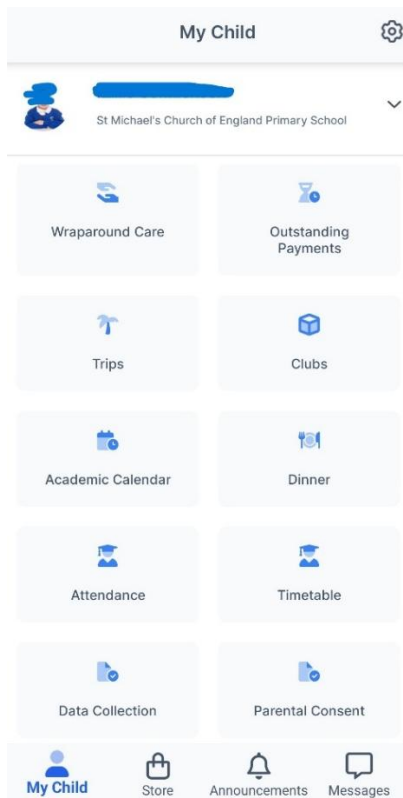 My Child
St Michael's Church of England Primary School
Wraparound Care
Outstanding
Payments
Trips
Clubs
Academic Calendar
Dinner
Attendance
Timetable
Data Collection
Parental Consent
My Child
Store
Announcements
Messages